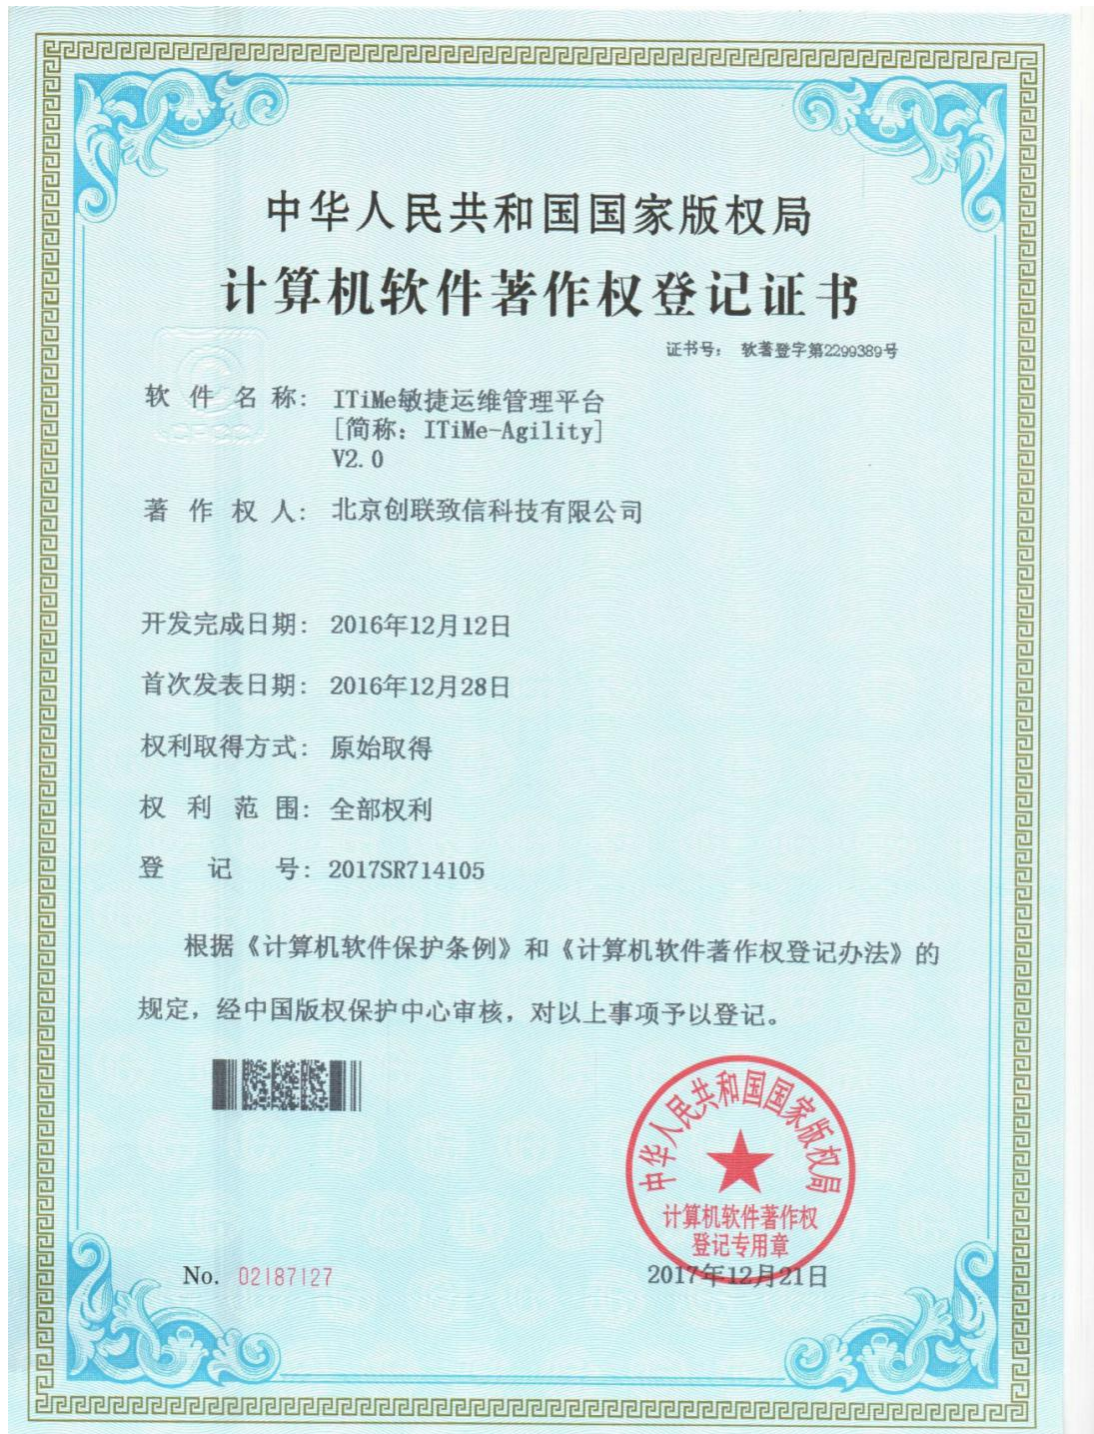 中华人民共和国国家版权局
计算机软件著作权登记证书
证书号： 软著登字第2299389号
软 件 名 称： ITiMe敏捷运维管理平台
[简称：ITiMe-Agility]
V2.0
著 作 权 人： 北京创联致信科技有限公司
开发完成日期： 2016年12月12日
首次发表日期： 2016年12月28日
权利取得方式： 原始取得
权 利 范 围： 全部权利
登 记 号： 2017SR714105
根据《计算机软件保护条例》和《计算机软件著作权登记办法》的
规定，经中国版权保护中心审核，对以上事项予以登记。
中华人民共和国国家版权局
计算机软件著作权
登记专用章
No. 02187127
2017年12月21日